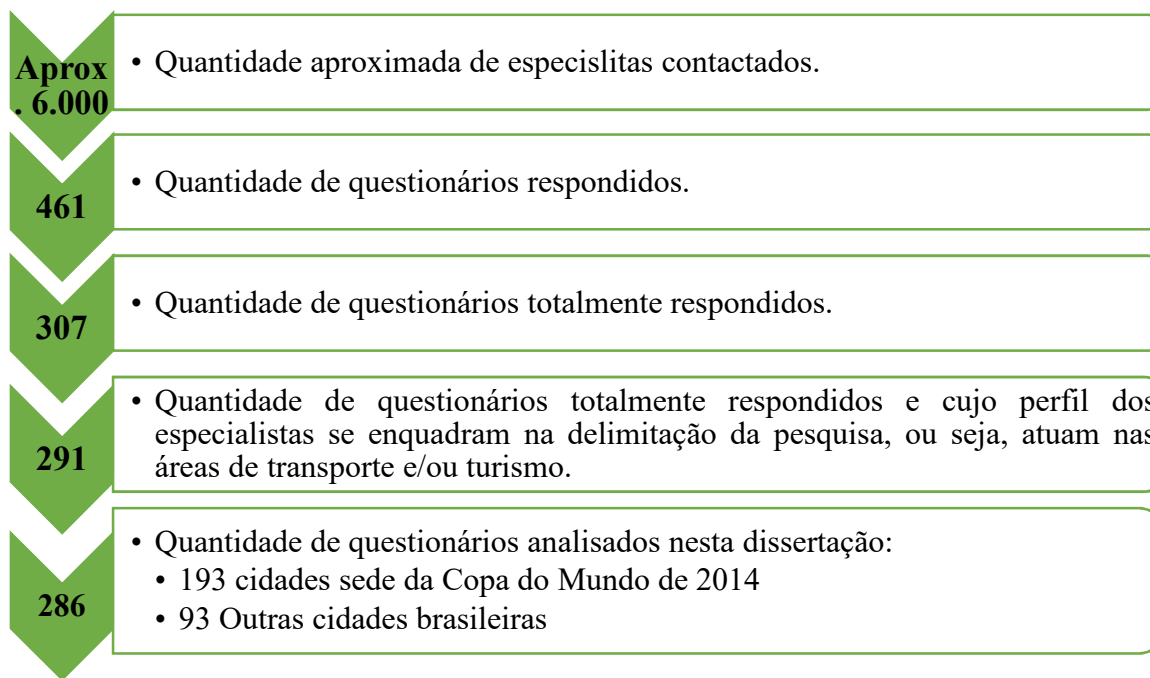 Aprox
. 6.000
• Quantidade aproximada de especislitas contactados.
461
• Quantidade de questionários respondidos.
307
• Quantidade de questionários totalmente respondidos.
291
• Quantidade de questionários totalmente respondidos e cujo perfil dos
especialistas se enquadram na delimitação da pesquisa, ou seja, atuam nas
áreas de transporte e/ou turismo.
286
• Quantidade de questionários analisados nesta dissertação:
• 193 cidades sede da Copa do Mundo de 2014
• 93 Outras cidades brasileiras